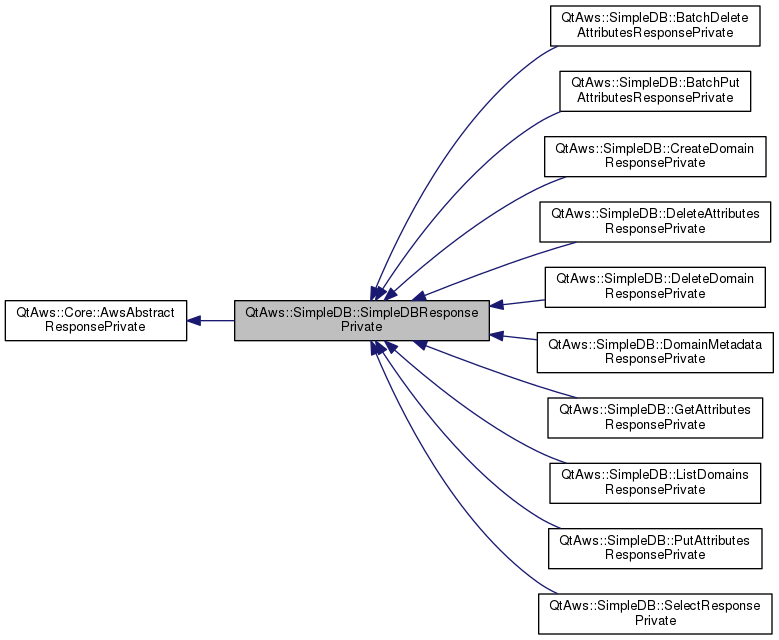 QtAws::Core::AwsAbstract
ResponsePrivate
QtAws::SimpleDB::SimpleDBResponse
Private
QtAws::SimpleDB::BatchDelete
AttributesResponsePrivate
QtAws::SimpleDB::BatchPut
AttributesResponsePrivate
QtAws::SimpleDB::CreateDomain
ResponsePrivate
QtAws::SimpleDB::DeleteAttributes
ResponsePrivate
QtAws::SimpleDB::DeleteDomain
ResponsePrivate
QtAws::SimpleDB::DomainMetadata
ResponsePrivate
QtAws::SimpleDB::GetAttributes
ResponsePrivate
QtAws::SimpleDB::ListDomains
ResponsePrivate
QtAws::SimpleDB::PutAttributes
ResponsePrivate
QtAws::SimpleDB::SelectResponse
Private